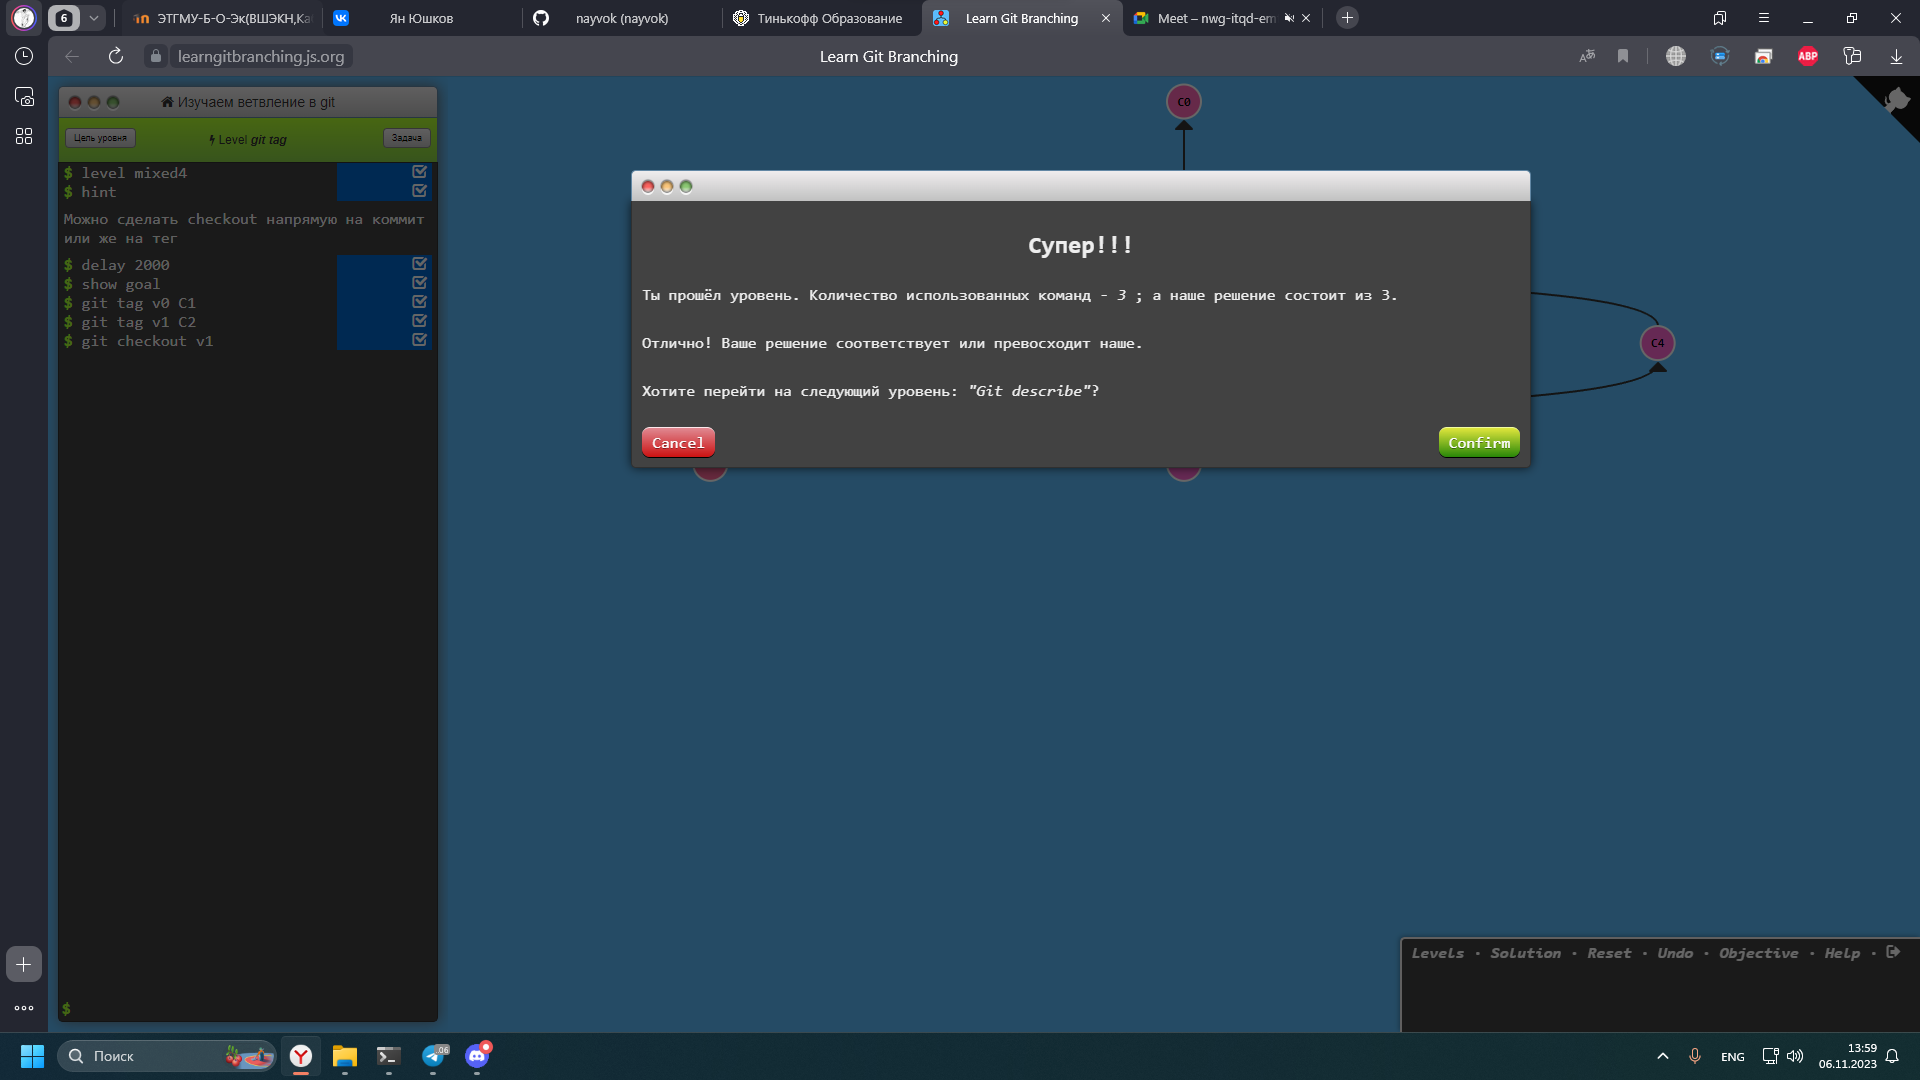 6
ЭТГМУ-Б-О-Эк(ВШЭКН,Ка
Ян Юшков
nayvok (nayvok)
Тинькофф Образование
Learn Git Branching
Meet – nwg-itqd-em
learngitbranching.js.org
Learn Git Branching
ABP
Изучаем ветвление в git
Цель уровня
Level git tag
Задача
$ level mixed4
$ hint
Можно сделать checkout напрямую на коммит
или же на тег
$ delay 2000
$ show goal
$ git tag v0 C1
$ git tag v1 C2
$ git checkout v1
$
C0
C4
Супер!!!
Ты прошёл уровень. Количество использованных команд - 3 ; а наше решение состоит из 3.
Отлично! Ваше решение соответствует или превосходит наше.
Хотите перейти на следующий уровень: "Git describe"?
Cancel
Confirm
Levels · Solution · Reset · Undo · Objective · Help ·
Поиск
06
ENG
13:59
06.11.2023